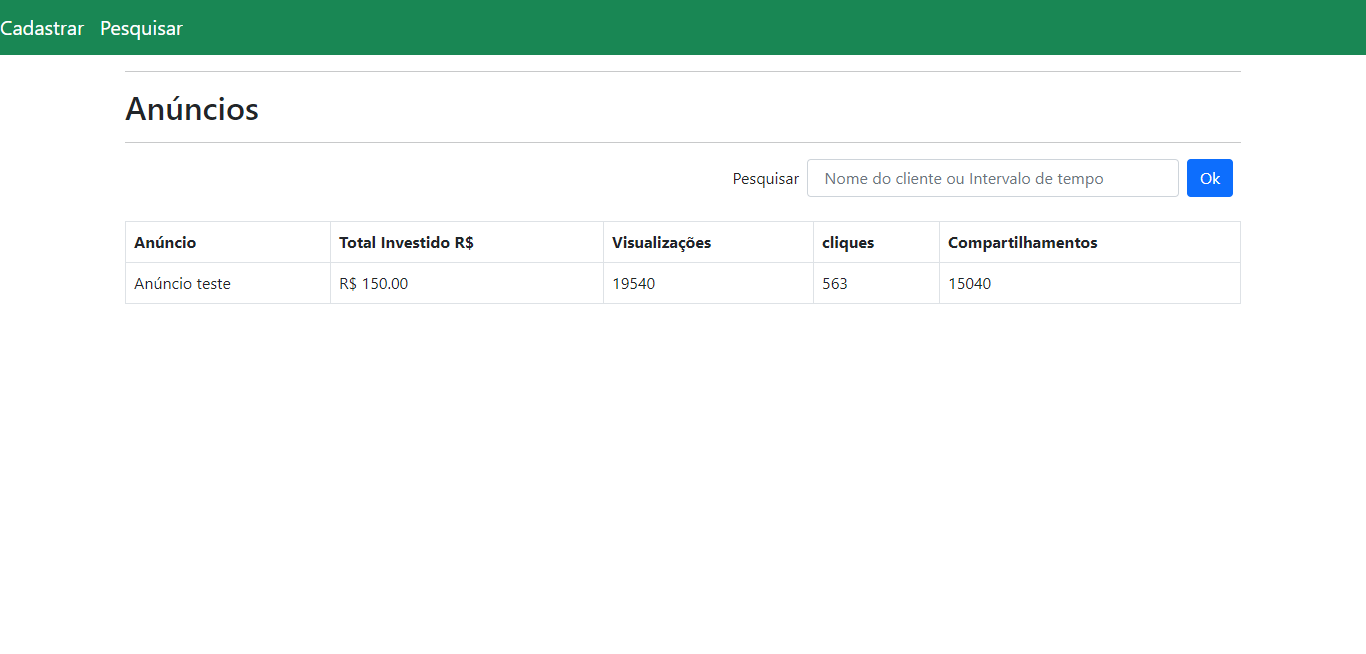 Cadastrar Pesquisar
Anúncios
Pesquisar Nome do cliente ou Intervalo de tempo Ok
Anúncio Total Investido R$ Visualizações cliques Compartilhamentos
Anúncio teste R$ 150.00 19540 563 15040